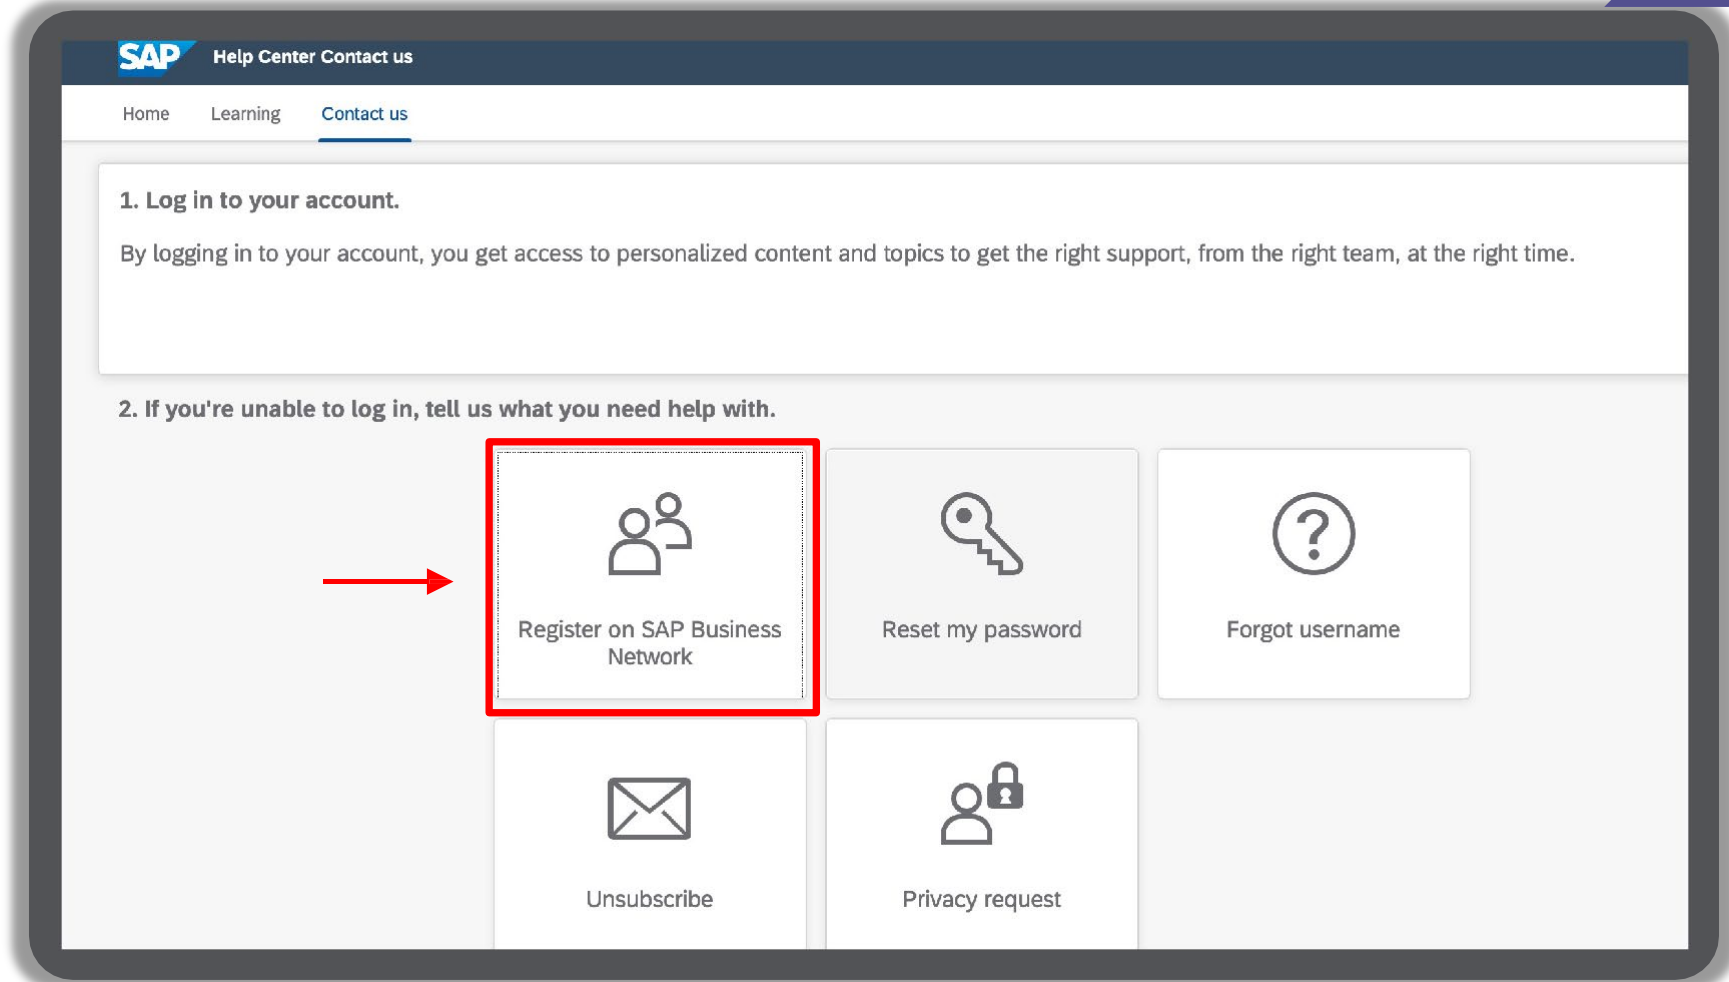 SAP Help Center Contact us
Home Learning Contact us
1. Log in to your account.
By logging in to your account, you get access to personalized content and topics to get the right support, from the right team, at the right time.
2. If you're unable to log in, tell us what you need help with.
Register on SAP Business
Network
Reset my password
Forgot username
Unsubscribe
Privacy request